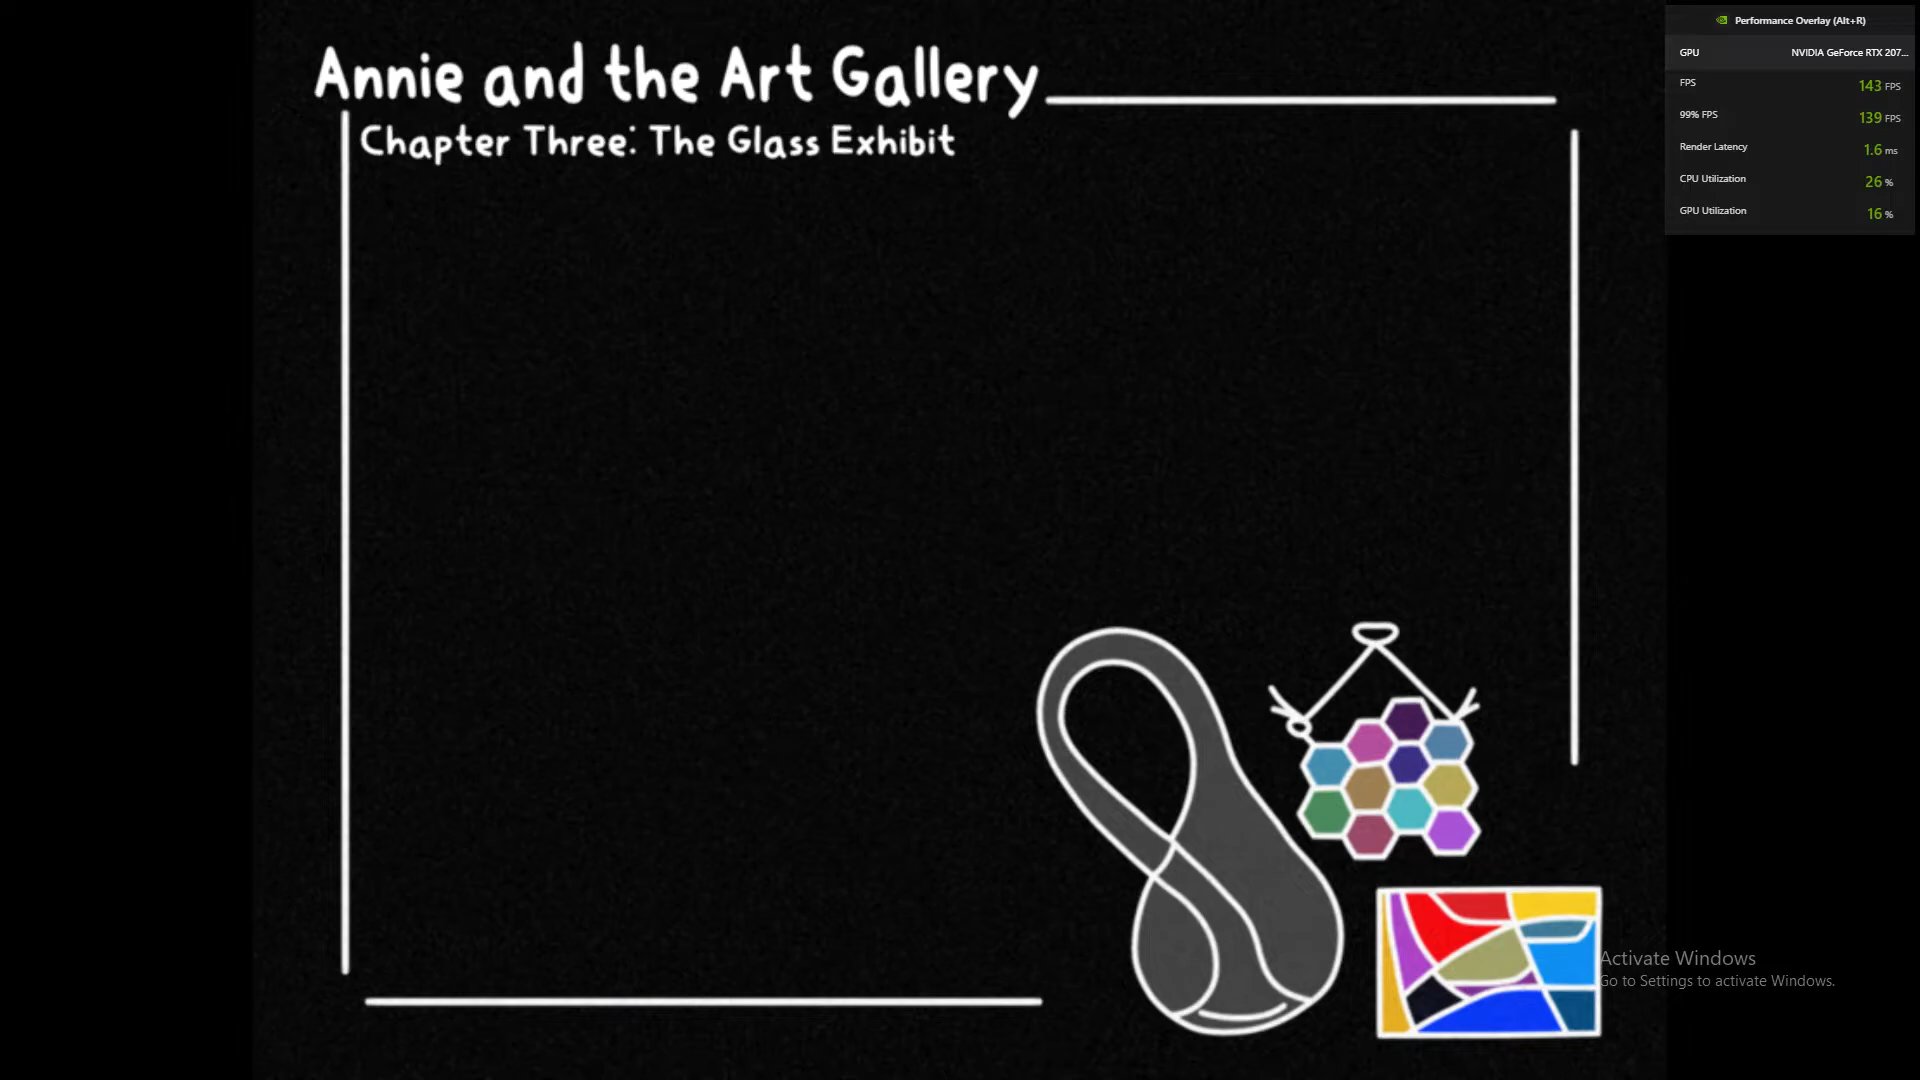 Annie and the Art Gallery
Chapter Three: The Glass Exhibit
Performance Overlay (Alt+R)
GPU NVIDIA GeForce RTX 207...
FPS 143 FPS
99% FPS 139 FPS
Render Latency 1.6 ms
CPU Utilization 26 %
GPU Utilization 16 %
Activate Windows
Go to Settings to activate Windows.